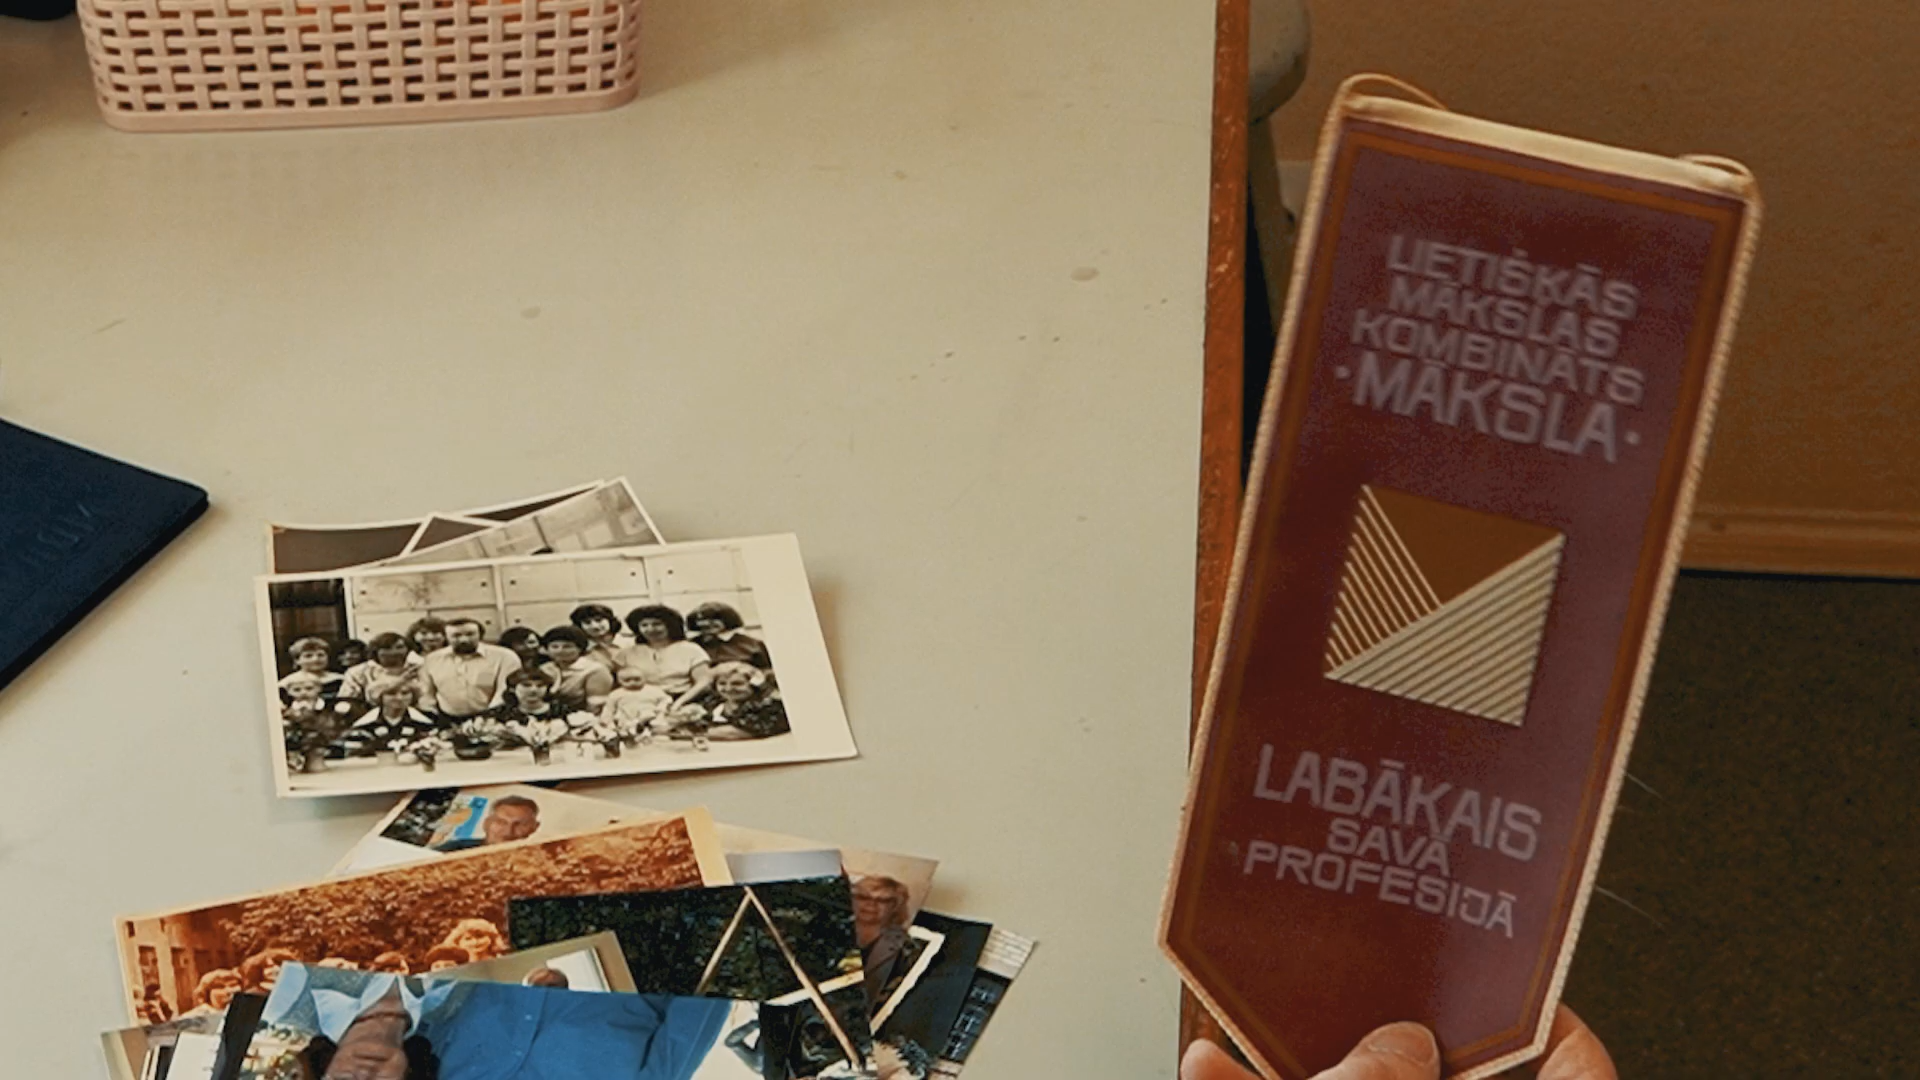 LIETIŠĶĀS
MĀKSLAS
KOMBINĀTS
·MĀKSLA·
LABĀKAIS
SAVĀ
PROFESIJĀ